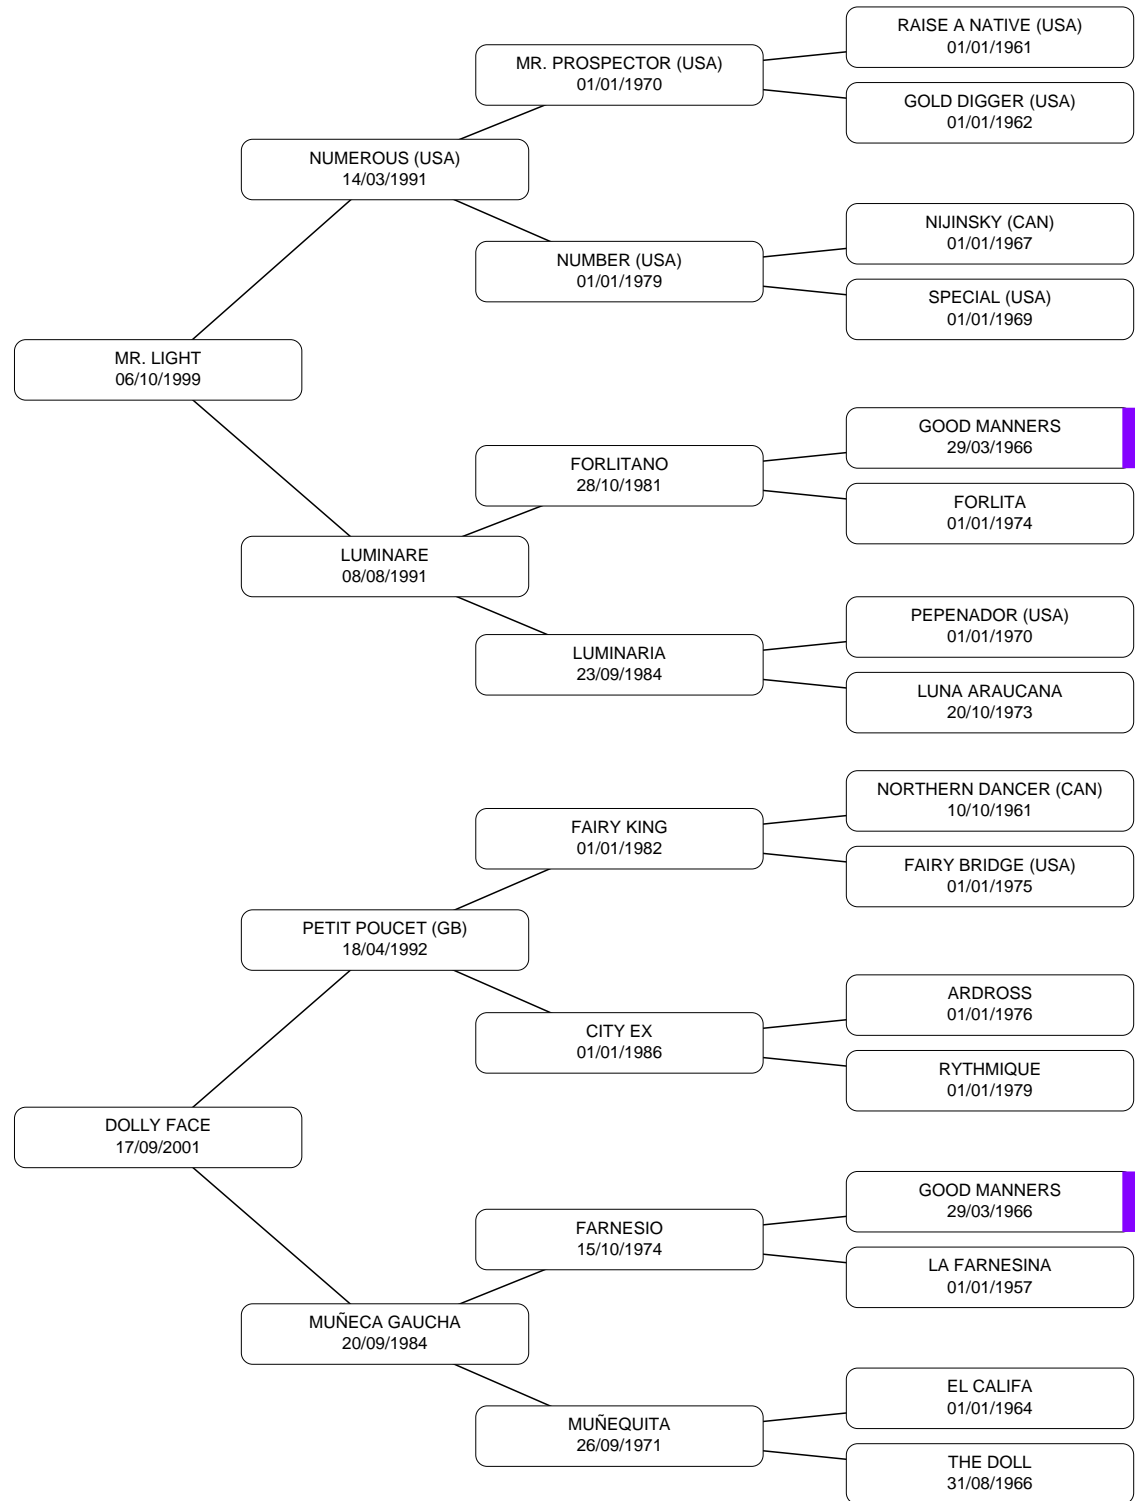 RAISE A NATIVE (USA)
01/01/1961
MR. PROSPECTOR (USA)
01/01/1970
GOLD DIGGER (USA)
01/01/1962
NUMEROUS (USA)
14/03/1991
NIJINSKY (CAN)
01/01/1967
NUMBER (USA)
01/01/1979
SPECIAL (USA)
01/01/1969
MR. LIGHT
06/10/1999
GOOD MANNERS
29/03/1966
FORLITANO
28/10/1981
FORLITA
01/01/1974
LUMINARE
08/08/1991
PEPENADOR (USA)
01/01/1970
LUMINARIA
23/09/1984
LUNA ARAUCANA
20/10/1973
NORTHERN DANCER (CAN)
10/10/1961
FAIRY KING
01/01/1982
FAIRY BRIDGE (USA)
01/01/1975
PETIT POUCET (GB)
18/04/1992
ARDROSS
01/01/1976
CITY EX
01/01/1986
RYTHMIQUE
01/01/1979
DOLLY FACE
17/09/2001
GOOD MANNERS
29/03/1966
FARNESIO
15/10/1974
LA FARNESINA
01/01/1957
MUÑECA GAUCHA
20/09/1984
EL CALIFA
01/01/1964
MUÑEQUITA
26/09/1971
THE DOLL
31/08/1966